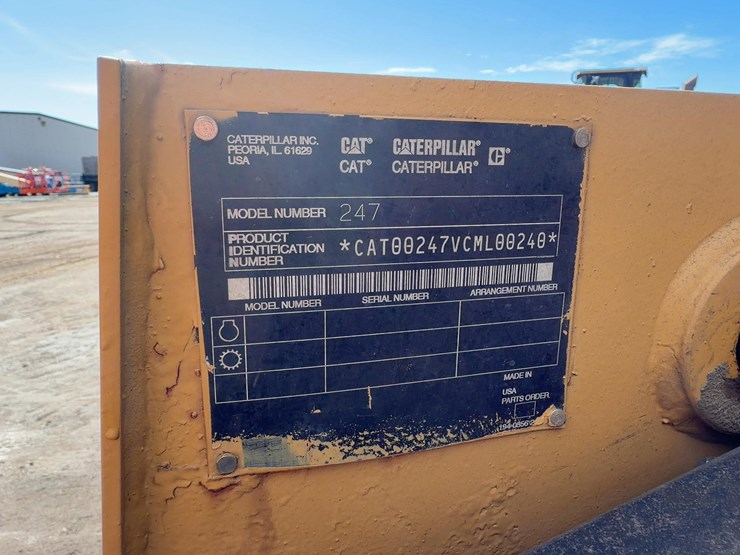 CATERPILLAR INC. CAT® CATERPILLAR® C®
PEORIA, IL. 61629
USA CAT® CATERPILLAR®
MODEL NUMBER 247
PRODUCT
IDENTIFICATION *CAT00247VCML00240*
NUMBER
MODEL NUMBER SERIAL NUMBER ARRANGEMENT NUMBER
MADE IN
USA
PARTS ORDER